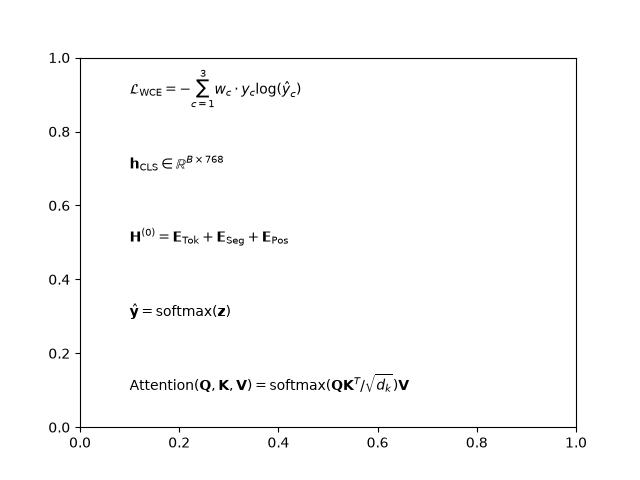 1.0
ℒ_WCE = −∑_{c=1}^{3} w_c · y_c log(ŷ_c)
0.8
𝐡_CLS ∈ ℝ^{B×768}
0.6
𝐇^{(0)} = 𝐄_Tok + 𝐄_Seg + 𝐄_Pos
0.4
𝐲̂ = softmax(𝐳)
0.2
Attention(𝐐, 𝐊, 𝐕) = softmax(𝐐𝐊^T/√d_k)𝐕
0.0
0.0 0.2 0.4 0.6 0.8 1.0